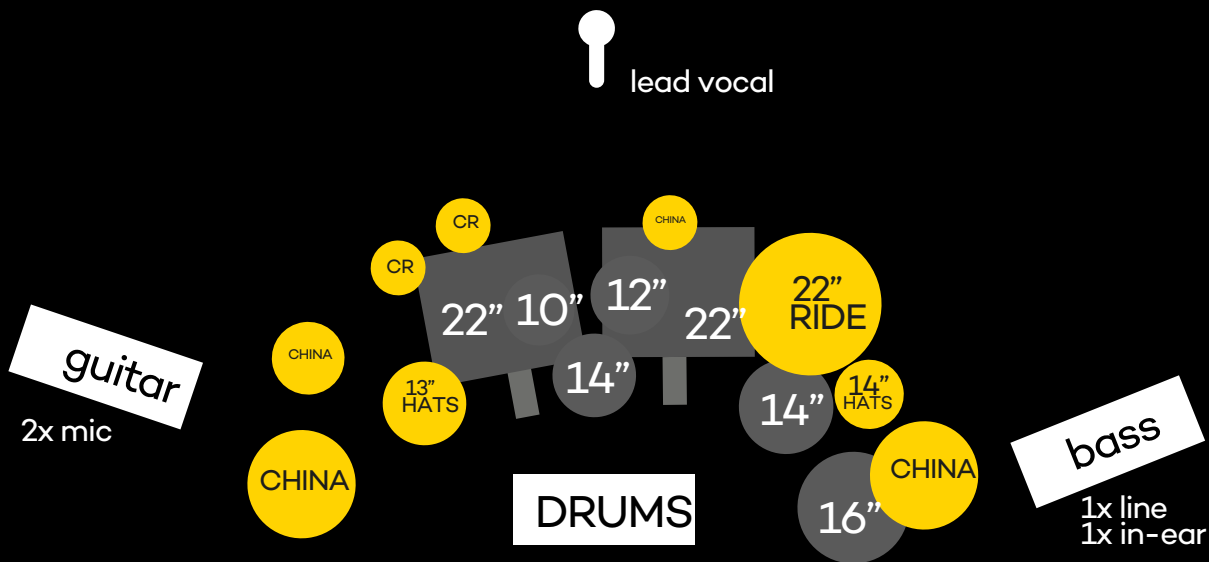 lead vocal
CR
CHINA
CR
22”
10”
12”
22”
22”
RIDE
guitar
2x mic
CHINA
13”
HATS
14”
14”
14”
HATS
bass
1x line
1x in-ear
CHINA
DRUMS
16”
CHINA